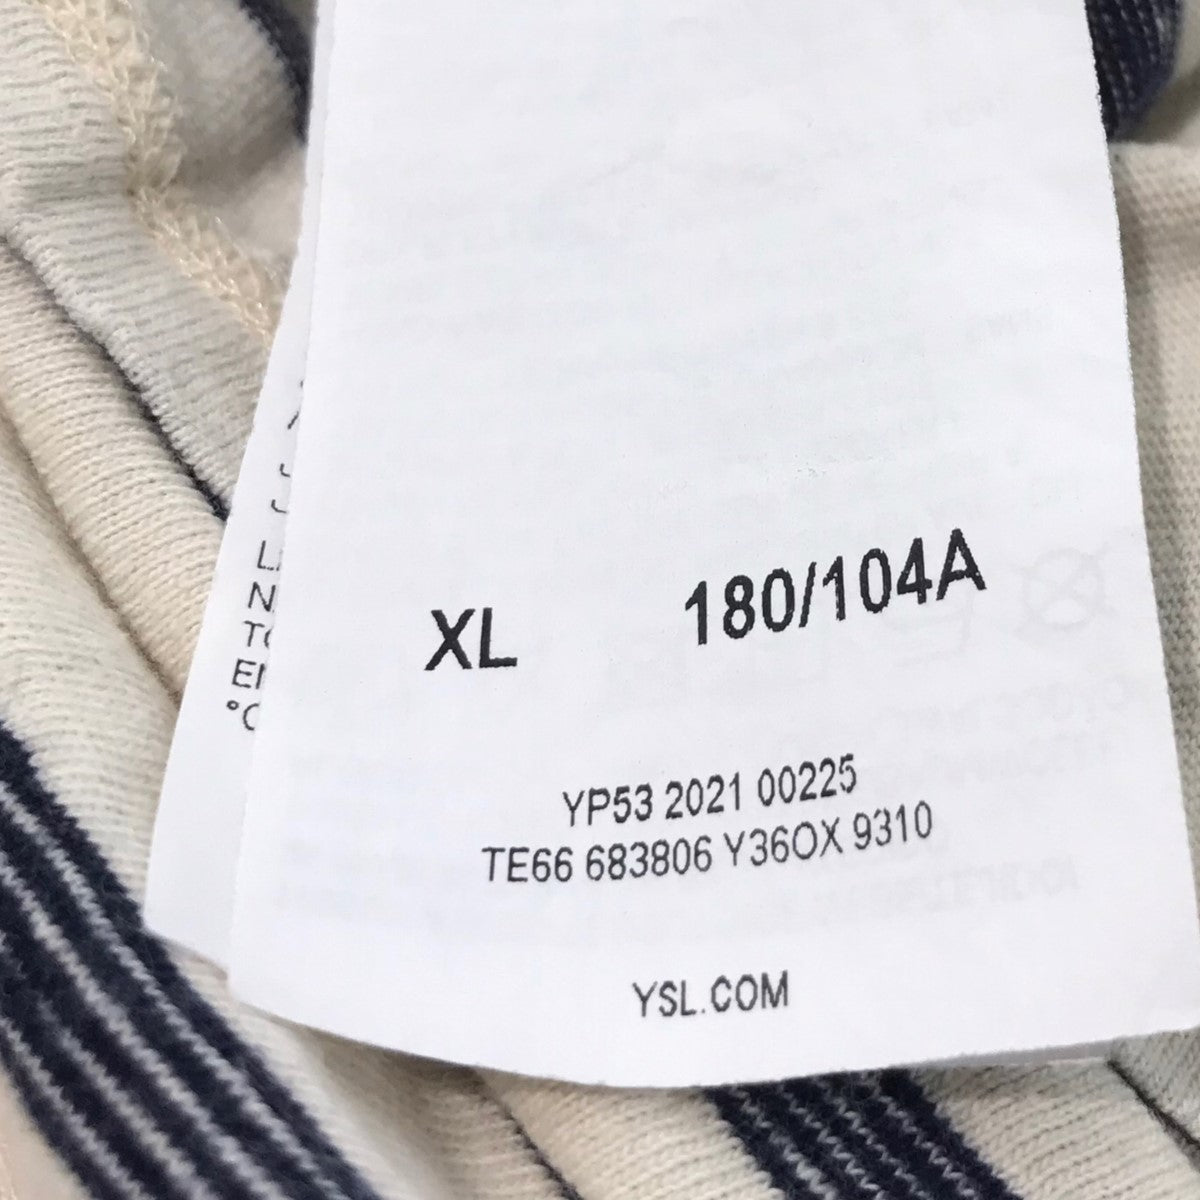 XL 180/104A
YP53 2021 00225
TE66 683806 Y36OX 9310
YSL.COM